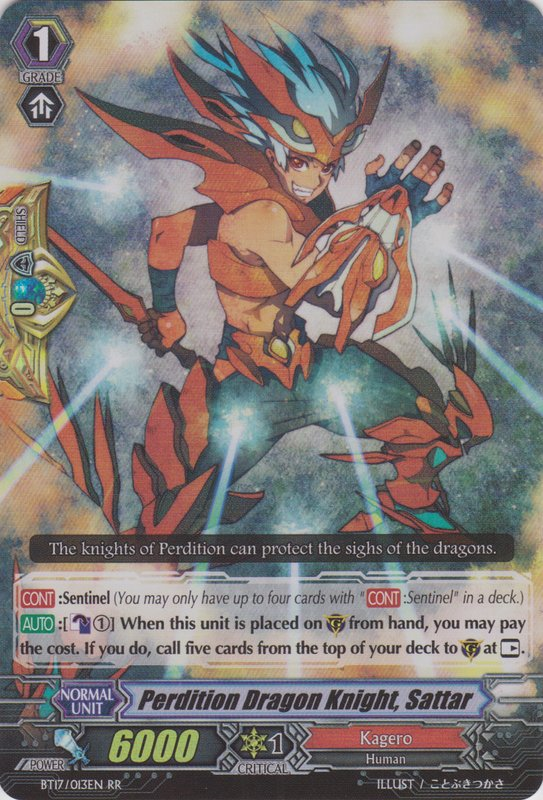 1
GRADE
SHIELD
0
The knights of Perdition can protect the sighs of the dragons.
CONT :Sentinel (You may only have up to four cards with "CONT:Sentinel" in a deck.)
AUTO :[①] When this unit is placed on G from hand, you may pay
the cost. If you do, call five cards from the top of your deck to G at .
NORMAL
UNIT
Perdition Dragon Knight, Sattar
POWER
6000
1
CRITICAL
Kagero
Human
BT17/013EN RR
ILLUST / ことぶきつかさ